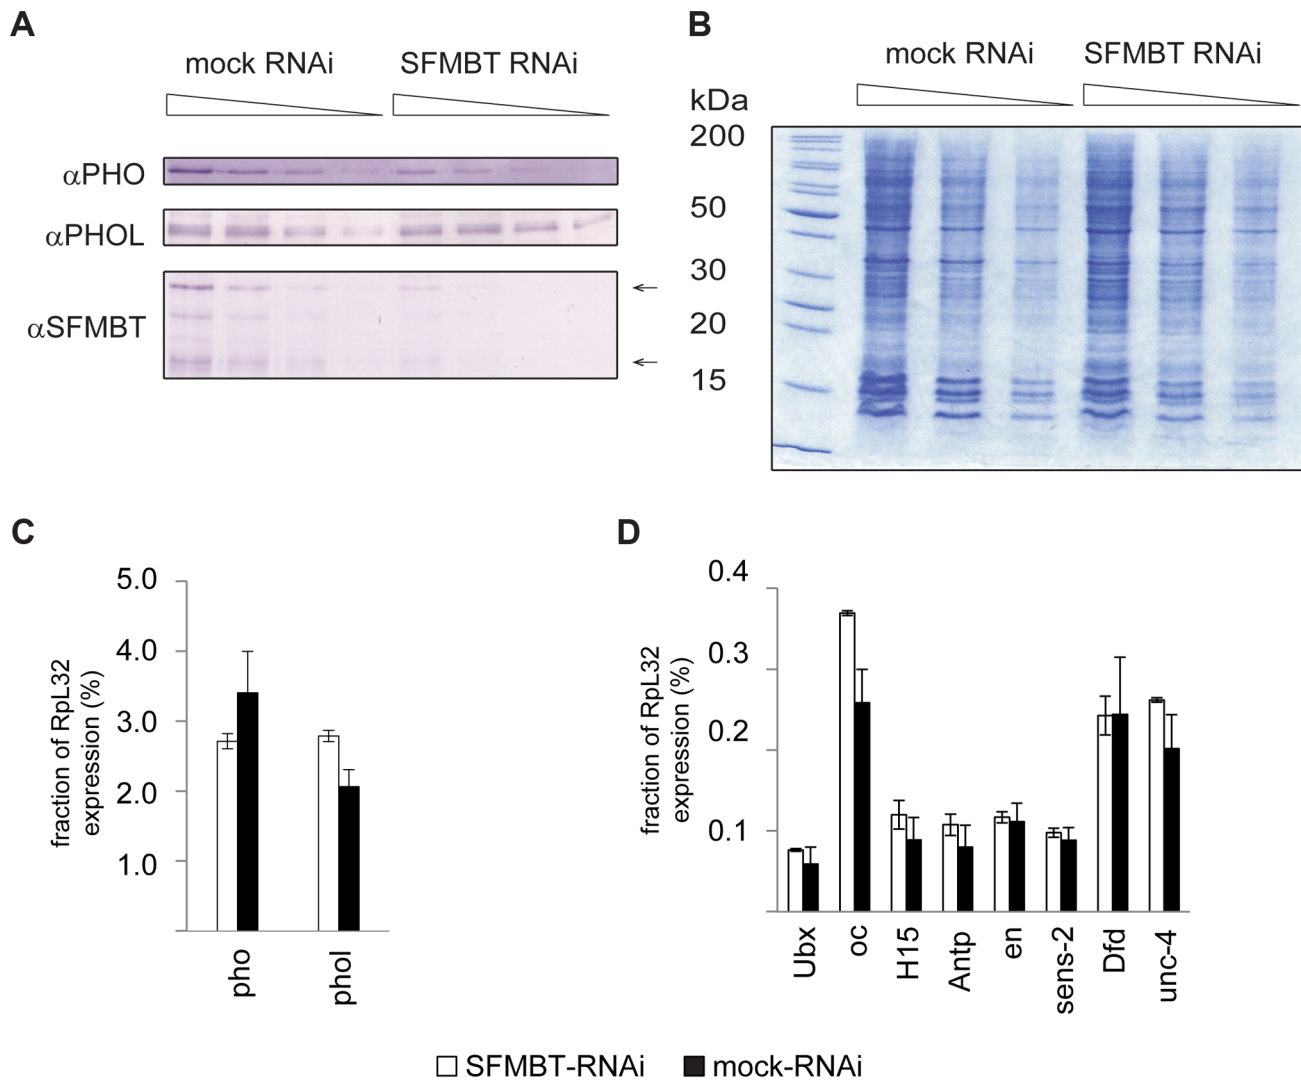 A
mock RNAi SFMBT RNAi
αPHO
αPHOL
αSFMBT
B
mock RNAi SFMBT RNAi
kDa
200
50
30
20
15
C
fraction of RpL32
expression (%)
5.0
4.0
3.0
2.0
1.0
pho phol
D
fraction of RpL32
expression (%)
0.4
0.3
0.2
0.1
Ubx oc H15 Antp en sens-2 Dfd unc-4
SFMBT-RNAi mock-RNAi